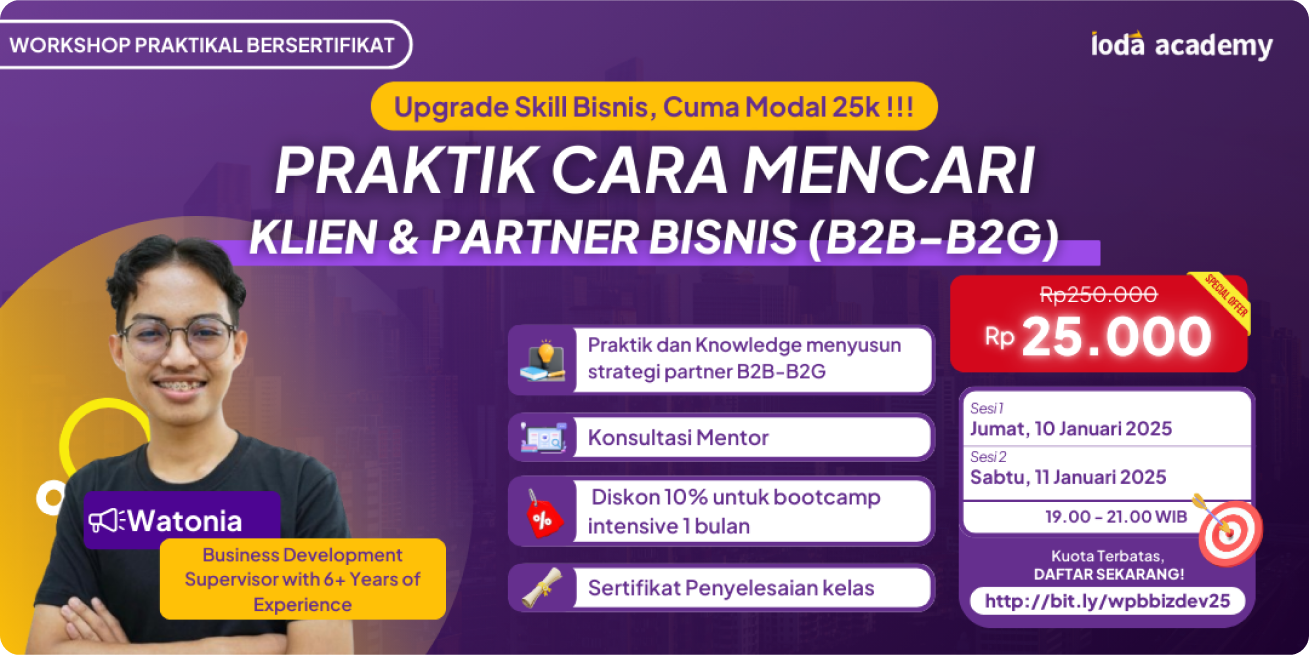 WORKSHOP PRAKTIKAL BERSERTIFIKAT
ioda academy
Upgrade Skill Bisnis, Cuma Modal 25k !!!
PRAKTIK CARA MENCARI
KLIEN & PARTNER BISNIS (B2B-B2G)
Watonia
Business Development
Supervisor with 6+ Years of
Experience
Praktik dan Knowledge menyusun
strategi partner B2B-B2G
Konsultasi Mentor
%
Diskon 10% untuk bootcamp
intensive 1 bulan
Sertifikat Penyelesaian kelas
Rp250.000
SPECIAL OFFER
Rp 25.000
Sesi 1
Jumat, 10 Januari 2025
Sesi 2
Sabtu, 11 Januari 2025
19.00 - 21.00 WIB
Kuota Terbatas,
DAFTAR SEKARANG!
http://bit.ly/wpbbizdev25